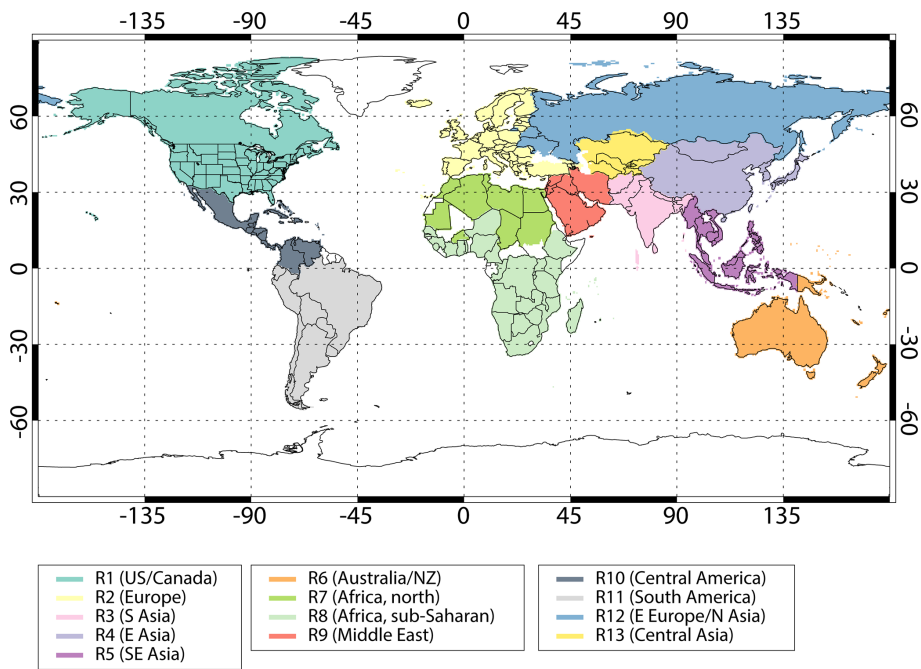 -135 -90 -45 0 45 90 135
60 60
30 30
0 0
-30 -30
-60 -60
-135 -90 -45 0 45 90 135
R1 (US/Canada)
R2 (Europe)
R3 (S Asia)
R4 (E Asia)
R5 (SE Asia)
R6 (Australia/NZ)
R7 (Africa, north)
R8 (Africa, sub-Saharan)
R9 (Middle East)
R10 (Central America)
R11 (South America)
R12 (E Europe/N Asia)
R13 (Central Asia)